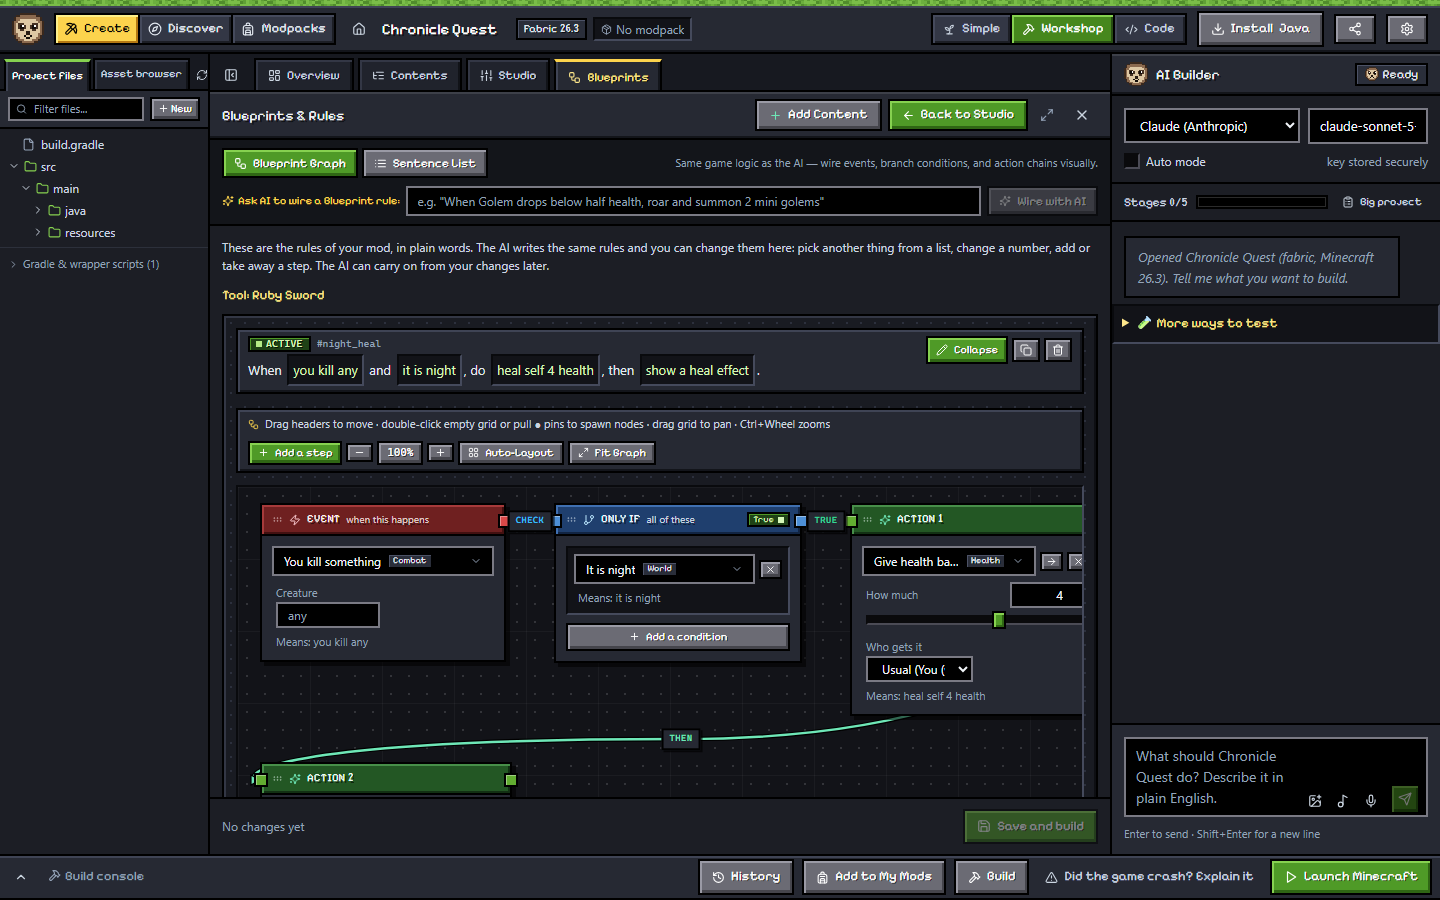 Create
Discover
Modpacks
Chronicle Quest
Fabric 26.3
No modpack
Simple
Workshop
Code
Install Java
Project files
Asset browser
Overview
Contents
Studio
Blueprints
AI Builder
Ready
Filter files...
New
build.gradle
src
main
java
resources
Gradle & wrapper scripts (1)
Blueprints & Rules
Add Content
Back to Studio
Blueprint Graph
Sentence List
Same game logic as the AI — wire events, branch conditions, and action chains visually.
Ask AI to wire a Blueprint rule:
e.g. "When Golem drops below half health, roar and summon 2 mini golems"
Wire with AI
These are the rules of your mod, in plain words. The AI writes the same rules and you can change them here: pick another thing from a list, change a number, add or
take away a step. The AI can carry on from your changes later.
Tool: Ruby Sword
ACTIVE
#night_heal
When you kill any and it is night , do heal self 4 health , then show a heal effect .
Collapse
Drag headers to move · double-click empty grid or pull ● pins to spawn nodes · drag grid to pan · Ctrl+Wheel zooms
+ Add a step
−
100%
+
Auto-Layout
Fit Graph
EVENT when this happens
CHECK
ONLY IF all of these
True
TRUE
ACTION 1
You kill something Combat
Creature
any
Means: you kill any
It is night World
Means: it is night
+ Add a condition
Give health ba... Health
How much
4
Who gets it
Usual (You (
Means: heal self 4 health
THEN
ACTION 2
No changes yet
Save and build
Claude (Anthropic)
claude-sonnet-5
Auto mode
key stored securely
Stages 0/5
Big project
Opened Chronicle Quest (fabric, Minecraft
26.3). Tell me what you want to build.
More ways to test
What should Chronicle
Quest do? Describe it in
plain English.
Enter to send · Shift+Enter for a new line
Build console
History
Add to My Mods
Build
Did the game crash? Explain it
Launch Minecraft